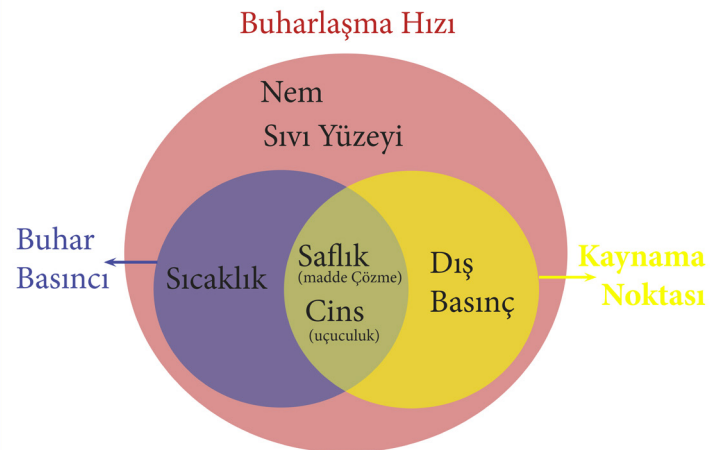 Buharlaşma Hızı
Nem
Sıvı Yüzeyi
Buhar
Basıncı
Sıcaklık
Saflık
(madde Çözme)
Cins
(uçuculuk)
Dış
Basınç
Kaynama
Noktası